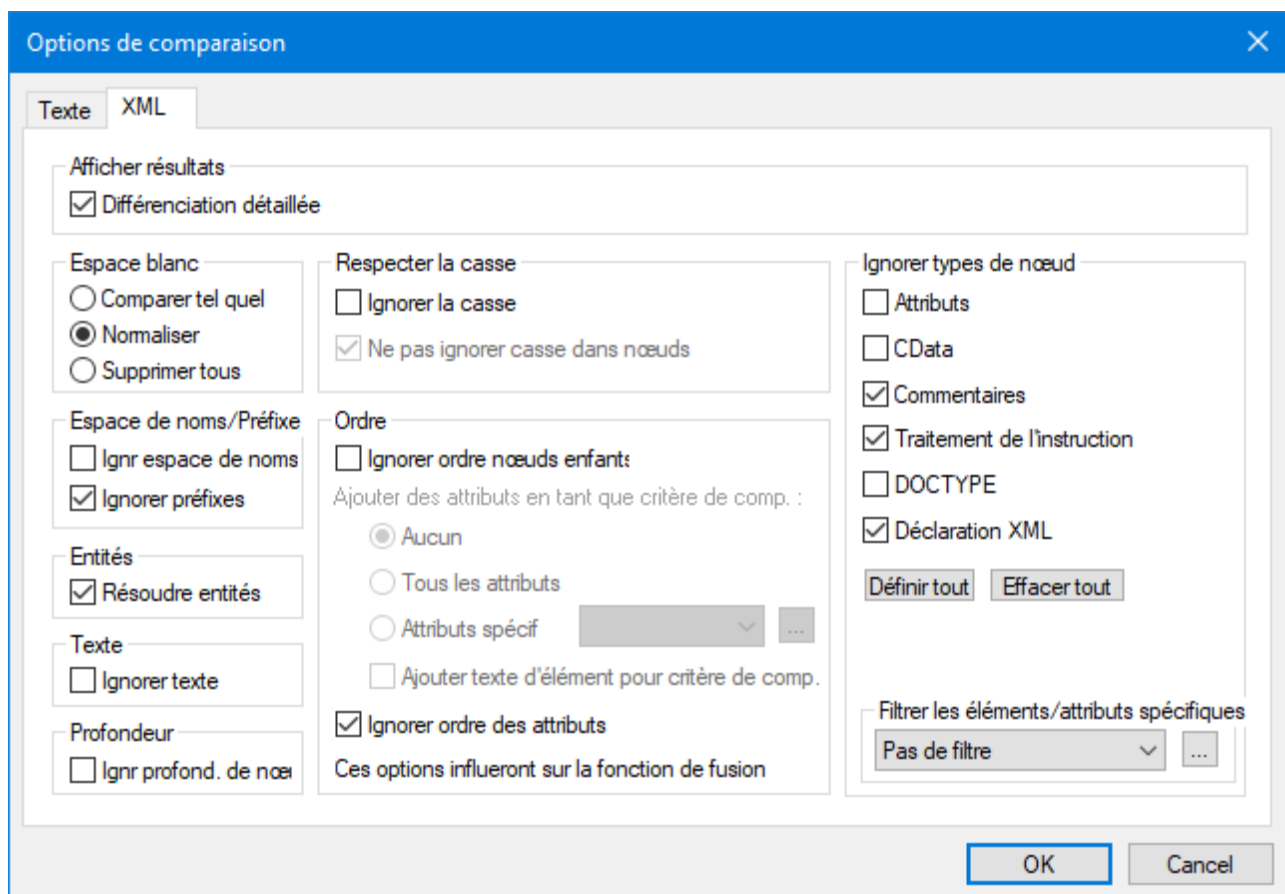 Options de comparaison
Texte
XML
Afficher résultats
Différenciation détaillée
Espace blanc
Comparer tel quel
Normaliser
Supprimer tous
Espace de noms/Préfixe
Ignr espace de noms
Ignorer préfixes
Entités
Résoudre entités
Texte
Ignorer texte
Profondeur
Ignr profond. de nœu
Respecter la casse
Ignorer la casse
Ne pas ignorer casse dans nœuds
Ordre
Ignorer ordre nœuds enfants
Ajouter des attributs en tant que critère de comp. :
Aucun
Tous les attributs
Attributs spécif
...
Ajouter texte d'élément pour critère de comp.
Ignorer ordre des attributs
Ces options influeront sur la fonction de fusion
Ignorer types de nœud
Attributs
CData
Commentaires
Traitement de l'instruction
DOCTYPE
Déclaration XML
Définir tout
Effacer tout
Filtrer les éléments/attributs spécifiques
Pas de filtre
...
OK
Cancel